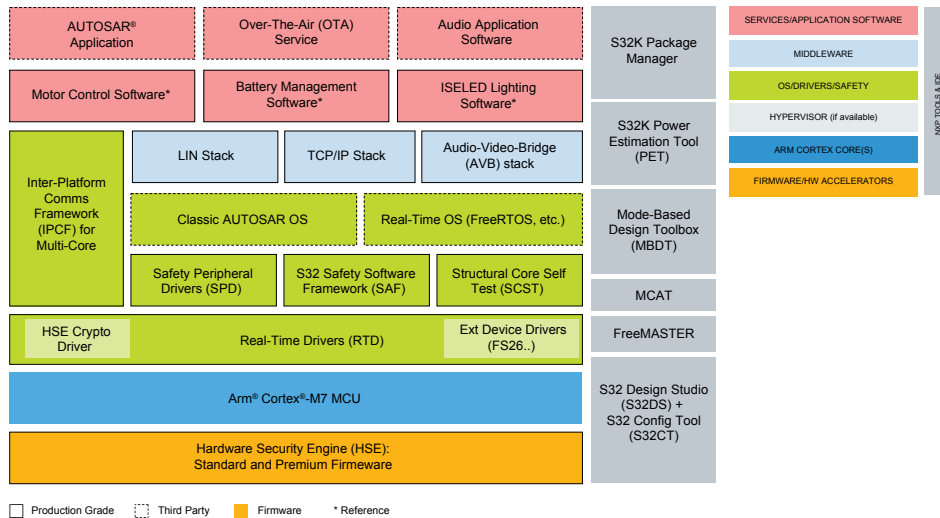 AUTOSAR®
Application
Over-The-Air (OTA)
Service
Audio Application
Software
Motor Control Software*
Battery Management
Software*
ISELED Lighting
Software*
Inter-Platform
Comms
Framework
(IPCF) for
Multi-Core
LIN Stack
TCP/IP Stack
Audio-Video-Bridge
(AVB) stack
Classic AUTOSAR OS
Real-Time OS (FreeRTOS, etc.)
Safety Peripheral
Drivers (SPD)
S32 Safety Software
Framework (SAF)
Structural Core Self
Test (SCST)
HSE Crypto
Driver
Real-Time Drivers (RTD)
Ext Device Drivers
(FS26..)
Arm® Cortex®-M7 MCU
Hardware Security Engine (HSE):
Standard and Premium Firmeware
S32K Package
Manager
S32K Power
Estimation Tool
(PET)
Mode-Based
Design Toolbox
(MBDT)
MCAT
FreeMASTER
S32 Design Studio
(S32DS) +
S32 Config Tool
(S32CT)
SERVICES/APPLICATION SOFTWARE
MIDDLEWARE
OS/DRIVERS/SAFETY
HYPERVISOR (if available)
ARM CORTEX CORE(S)
FIRMWARE/HW ACCELERATORS
NXP TOOLS & IDE
Production Grade
Third Party
Firmware
* Reference